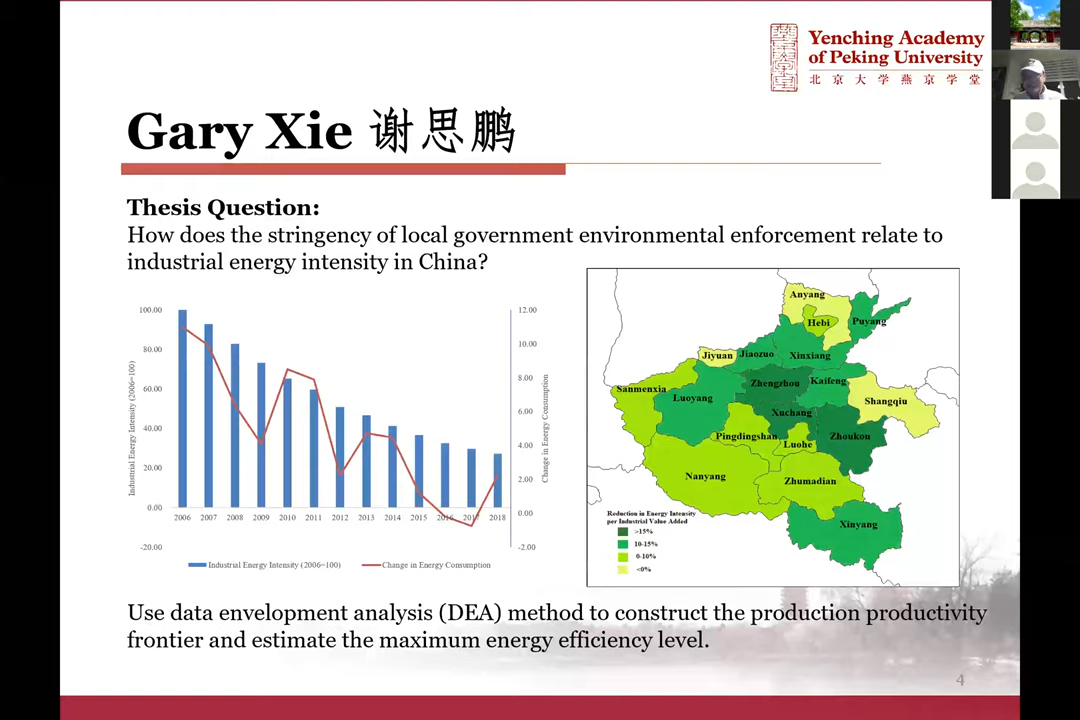 Yenching Academy
of Peking University
北京大学燕京学堂
Gary Xie 谢思鹏
Thesis Question:
How does the stringency of local government environmental enforcement relate to
industrial energy intensity in China?
100.00
80.00
60.00
40.00
20.00
0.00
-20.00
Industrial Energy Intensity (2006=100)
12.00
10.00
8.00
6.00
4.00
2.00
0.00
-2.00
Change in Energy Consumption
2006 2007 2008 2009 2010 2011 2012 2013 2014 2015 2016 2017 2018
Industrial Energy Intensity (2006=100) Change in Energy Consumption
Anyang
Hebi
Puyang
Jiyuan
Jiaozuo
Xinxiang
Sanmenxia
Luoyang
Zhengzhou
Kaifeng
Shangqiu
Xuchang
Pingdingshan
Luohe
Zhoukou
Nanyang
Zhumadian
Xinyang
Reduction in Energy Intensity
per Industrial Value Added
>15%
10-15%
0-10%
<0%
Use data envelopment analysis (DEA) method to construct the production productivity
frontier and estimate the maximum energy efficiency level.
4